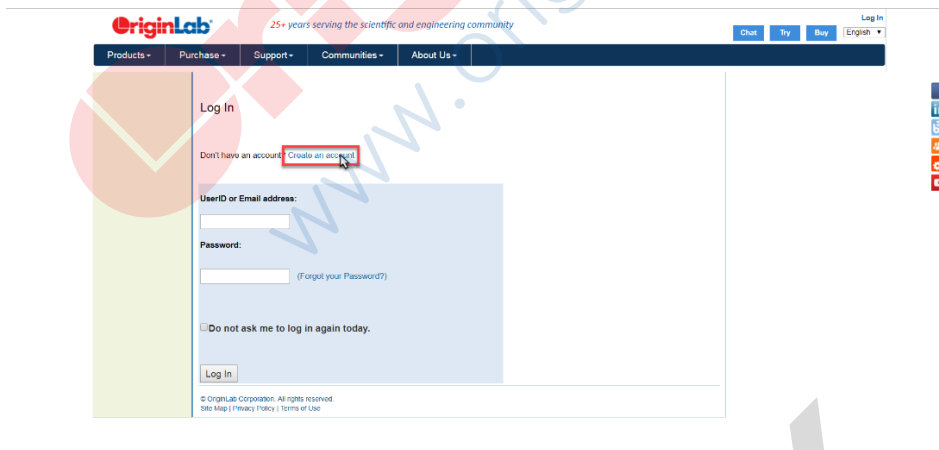 OriginLab
25+ years serving the scientific and engineering community
Log In
Chat Try Buy English
Products Purchase Support Communities About Us
Log In
Don't have an account? Create an account
UserID or Email address:
Password:
(Forgot your Password?)
Do not ask me to log in again today.
Log In
© OriginLab Corporation. All rights reserved.
Site Map | Privacy Policy | Terms of Use